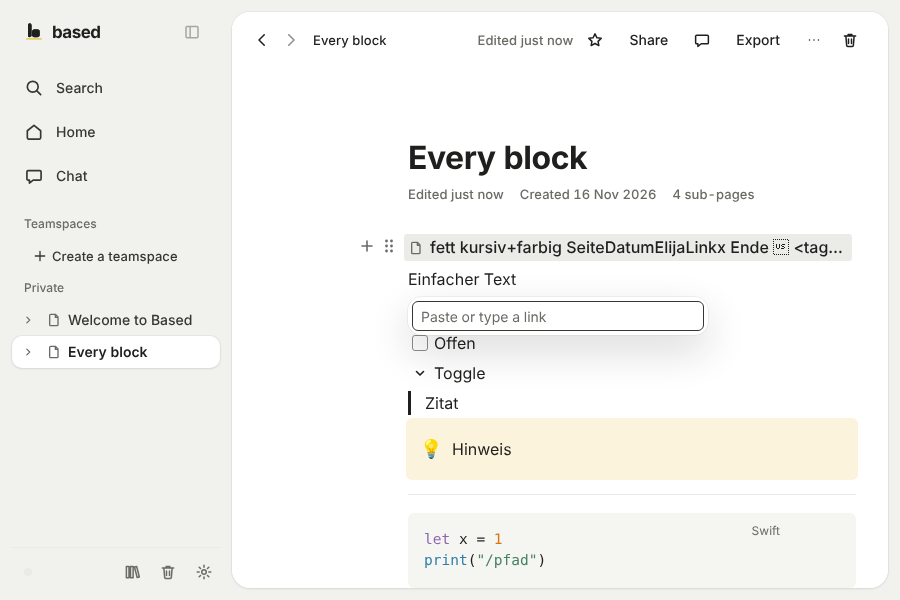 based
Search
Home
Chat
Teamspaces
Create a teamspace
Private
Welcome to Based
Every block
Every block
Edited just now
Share
Export
Every block
Edited just now Created 16 Nov 2026 4 sub-pages
fett kursiv+farbig SeiteDatumElijaLinkx Ende ␟ <tag...
Einfacher Text
Paste or type a link
Offen
Toggle
Zitat
💡 Hinweis
Swift
let x = 1
print("/pfad")